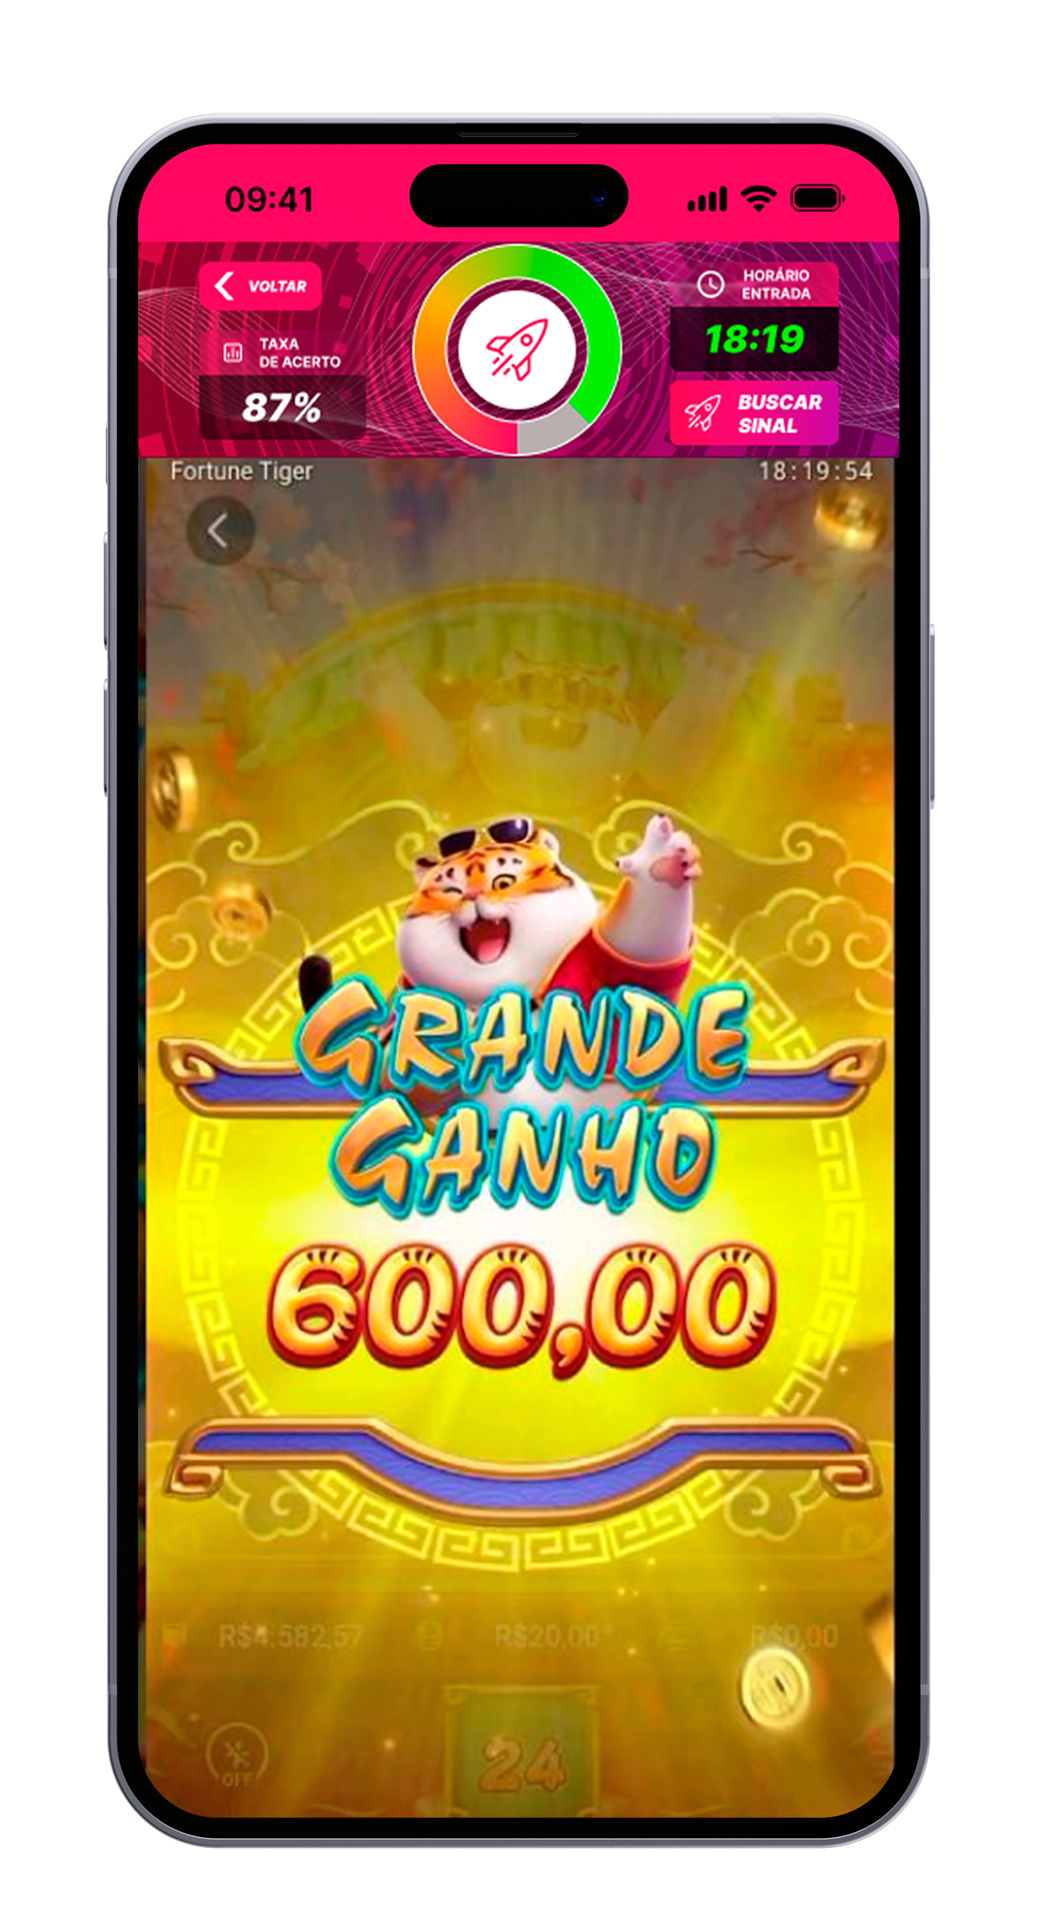 09:41
VOLTAR
TAXA
DE ACERTO
87%
HORÁRIO
ENTRADA
18:19
BUSCAR
SINAL
Fortune Tiger
18:19:54
GRANDE
GANHO
600,00
R$4.582,57
R$20,00
R$0,00
24
OFF